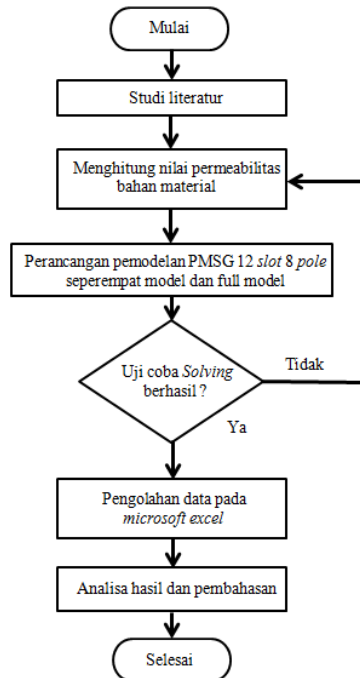 Mulai
Studi literatur
Menghitung nilai permeabilitas
bahan material
Perancangan pemodelan PMSG 12 slot 8 pole
seperempat model dan full model
Uji coba Solving
berhasil ?
Tidak
Ya
Pengolahan data pada
microsoft excel
Analisa hasil dan pembahasan
Selesai